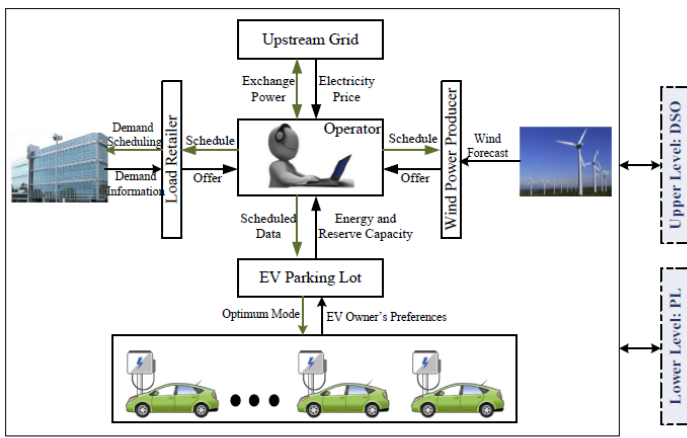 Upstream Grid
Exchange
Power
Electricity
Price
Operator
Demand
Scheduling
Demand
Information
Load Retailer
Schedule
Offer
Schedule
Offer
Wind Power Producer
Wind
Forecast
Scheduled
Data
Energy and
Reserve Capacity
EV Parking Lot
Optimum Mode
EV Owner's Preferences
Upper Level: DSO
Lower Level: PL